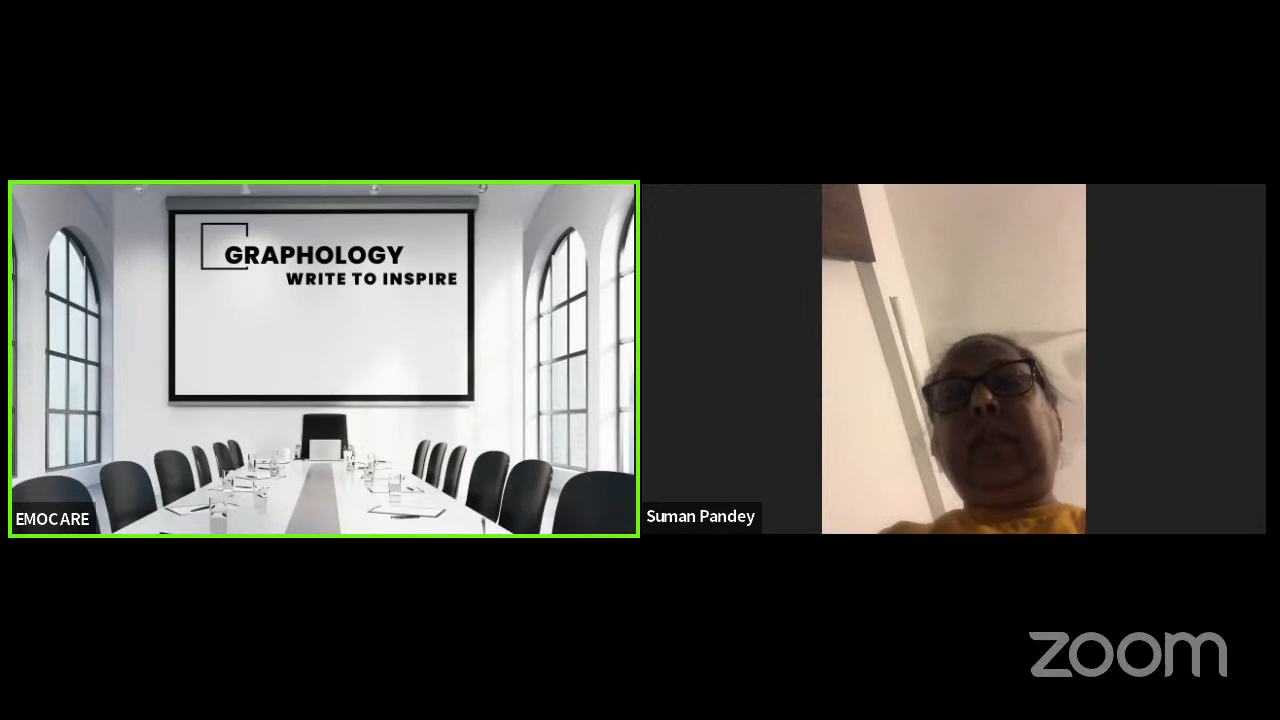 GRAPHOLOGY
WRITE TO INSPIRE
EMOCARE
Suman Pandey
zoom